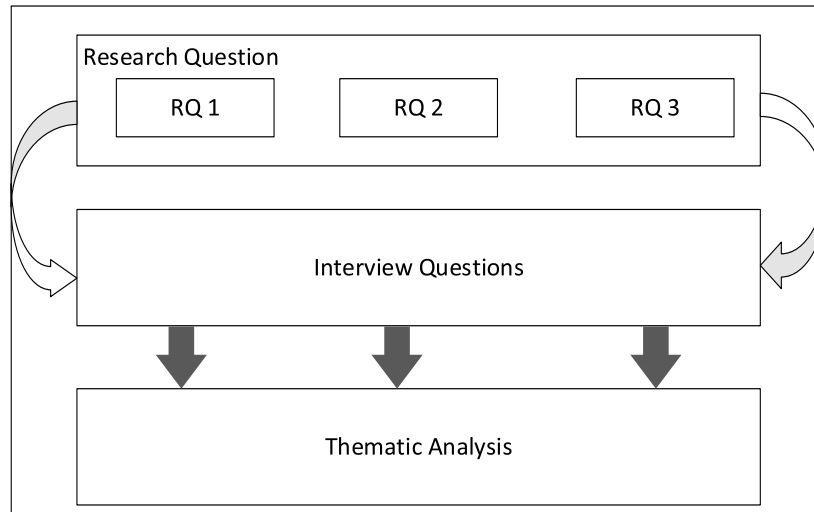 Research Question
RQ 1
RQ 2
RQ 3
Interview Questions
Thematic Analysis